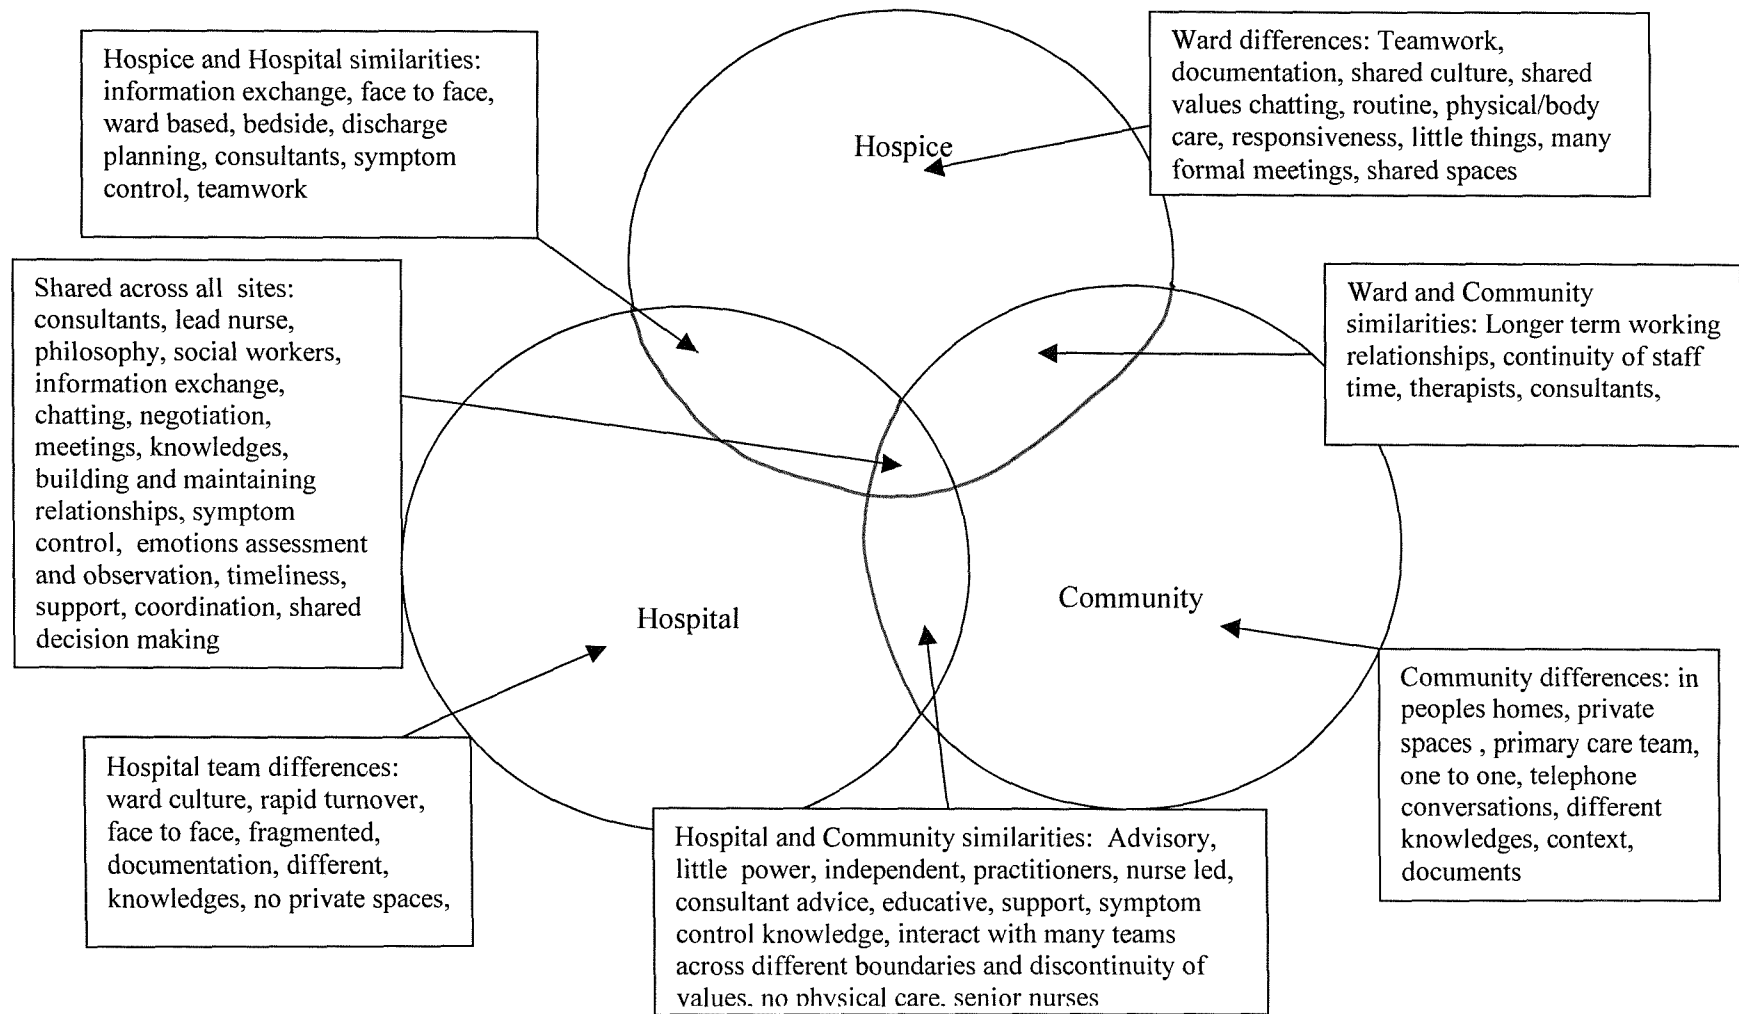 Hospice and Hospital similarities:
information exchange, face to face,
ward based, bedside, discharge
planning, consultants, symptom
control, teamwork
Ward differences: Teamwork,
documentation, shared culture, shared
values chatting, routine, physical/body
care, responsiveness, little things, many
formal meetings, shared spaces
Hospice
Shared across all sites:
consultants, lead nurse,
philosophy, social workers,
information exchange,
chatting, negotiation,
meetings, knowledges,
building and maintaining
relationships, symptom
control, emotions assessment
and observation, timeliness,
support, coordination, shared
decision making
Ward and Community
similarities: Longer term working
relationships, continuity of staff
time, therapists, consultants,
Hospital
Community
Hospital team differences:
ward culture, rapid turnover,
face to face, fragmented,
documentation, different,
knowledges, no private spaces,
Hospital and Community similarities: Advisory,
little power, independent, practitioners, nurse led,
consultant advice, educative, support, symptom
control knowledge, interact with many teams
across different boundaries and discontinuity of
values, no physical care, senior nurses
Community differences: in
peoples homes, private
spaces , primary care team,
one to one, telephone
conversations, different
knowledges, context,
documents